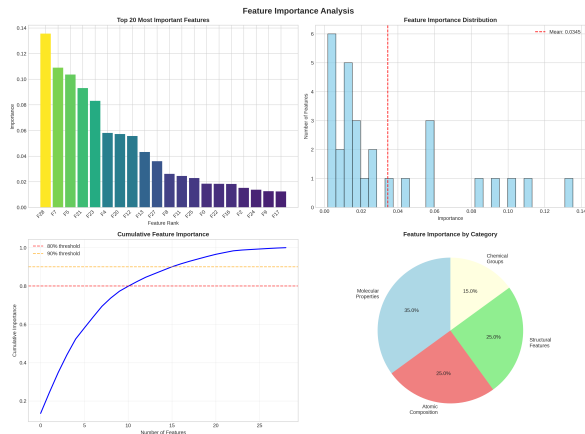 Feature Importance Analysis
Top 20 Most Important Features
0.14
0.12
0.10
0.08
0.06
0.04
0.02
0.00
Importance
F28 F7 F5 F21 F23 F4 F20 F12 F13 F27 F11 F25 F0 F22 F16 F2 F24 F17
Feature Rank
Feature Importance Distribution
Mean: 0.0345
6
5
4
3
2
1
0
Number of Features
0.00 0.02 0.04 0.06 0.08 0.10 0.12 0.14
Importance
Cumulative Feature Importance
80% threshold
90% threshold
1.0
0.8
0.6
0.4
0.2
Cumulative Importance
0 5 10 15 20 25
Number of Features
Feature Importance by Category
Chemical
Groups
15.0%
Molecular
Properties
35.0%
25.0%
Structural
Features
25.0%
Atomic
Composition